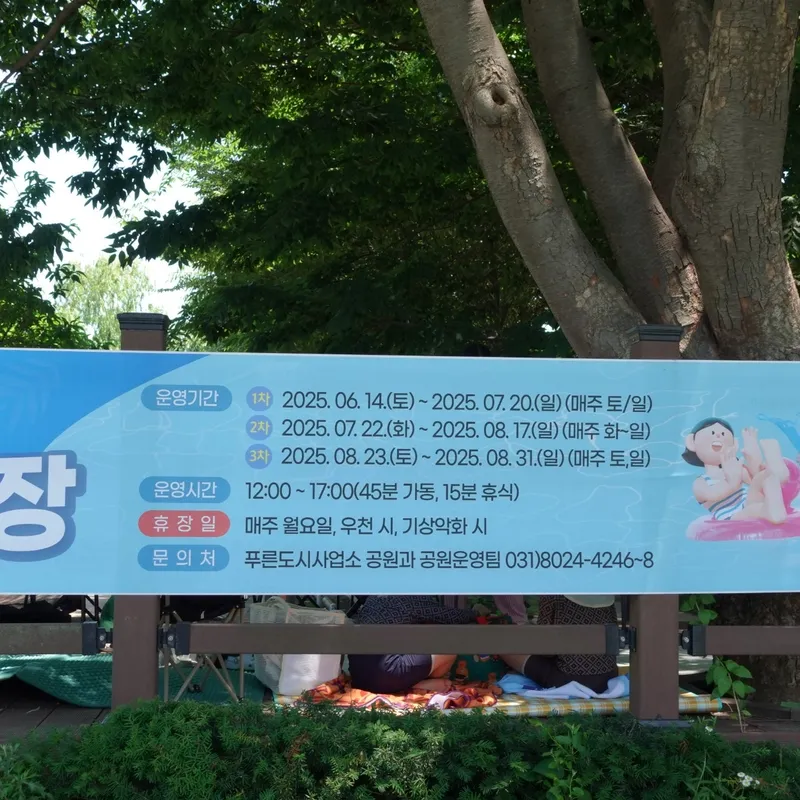 장
운영기간 1차 2025. 06. 14.(토) ~ 2025. 07. 20.(일) (매주 토/일)
2차 2025. 07. 22.(화) ~ 2025. 08. 17.(일) (매주 화~일)
3차 2025. 08. 23.(토) ~ 2025. 08. 31.(일) (매주 토,일)
운영시간 12:00 ~ 17:00(45분 가동, 15분 휴식)
휴장일 매주 월요일, 우천 시, 기상악화 시
문의처 푸른도시사업소 공원과 공원운영팀 031)8024-4246~8